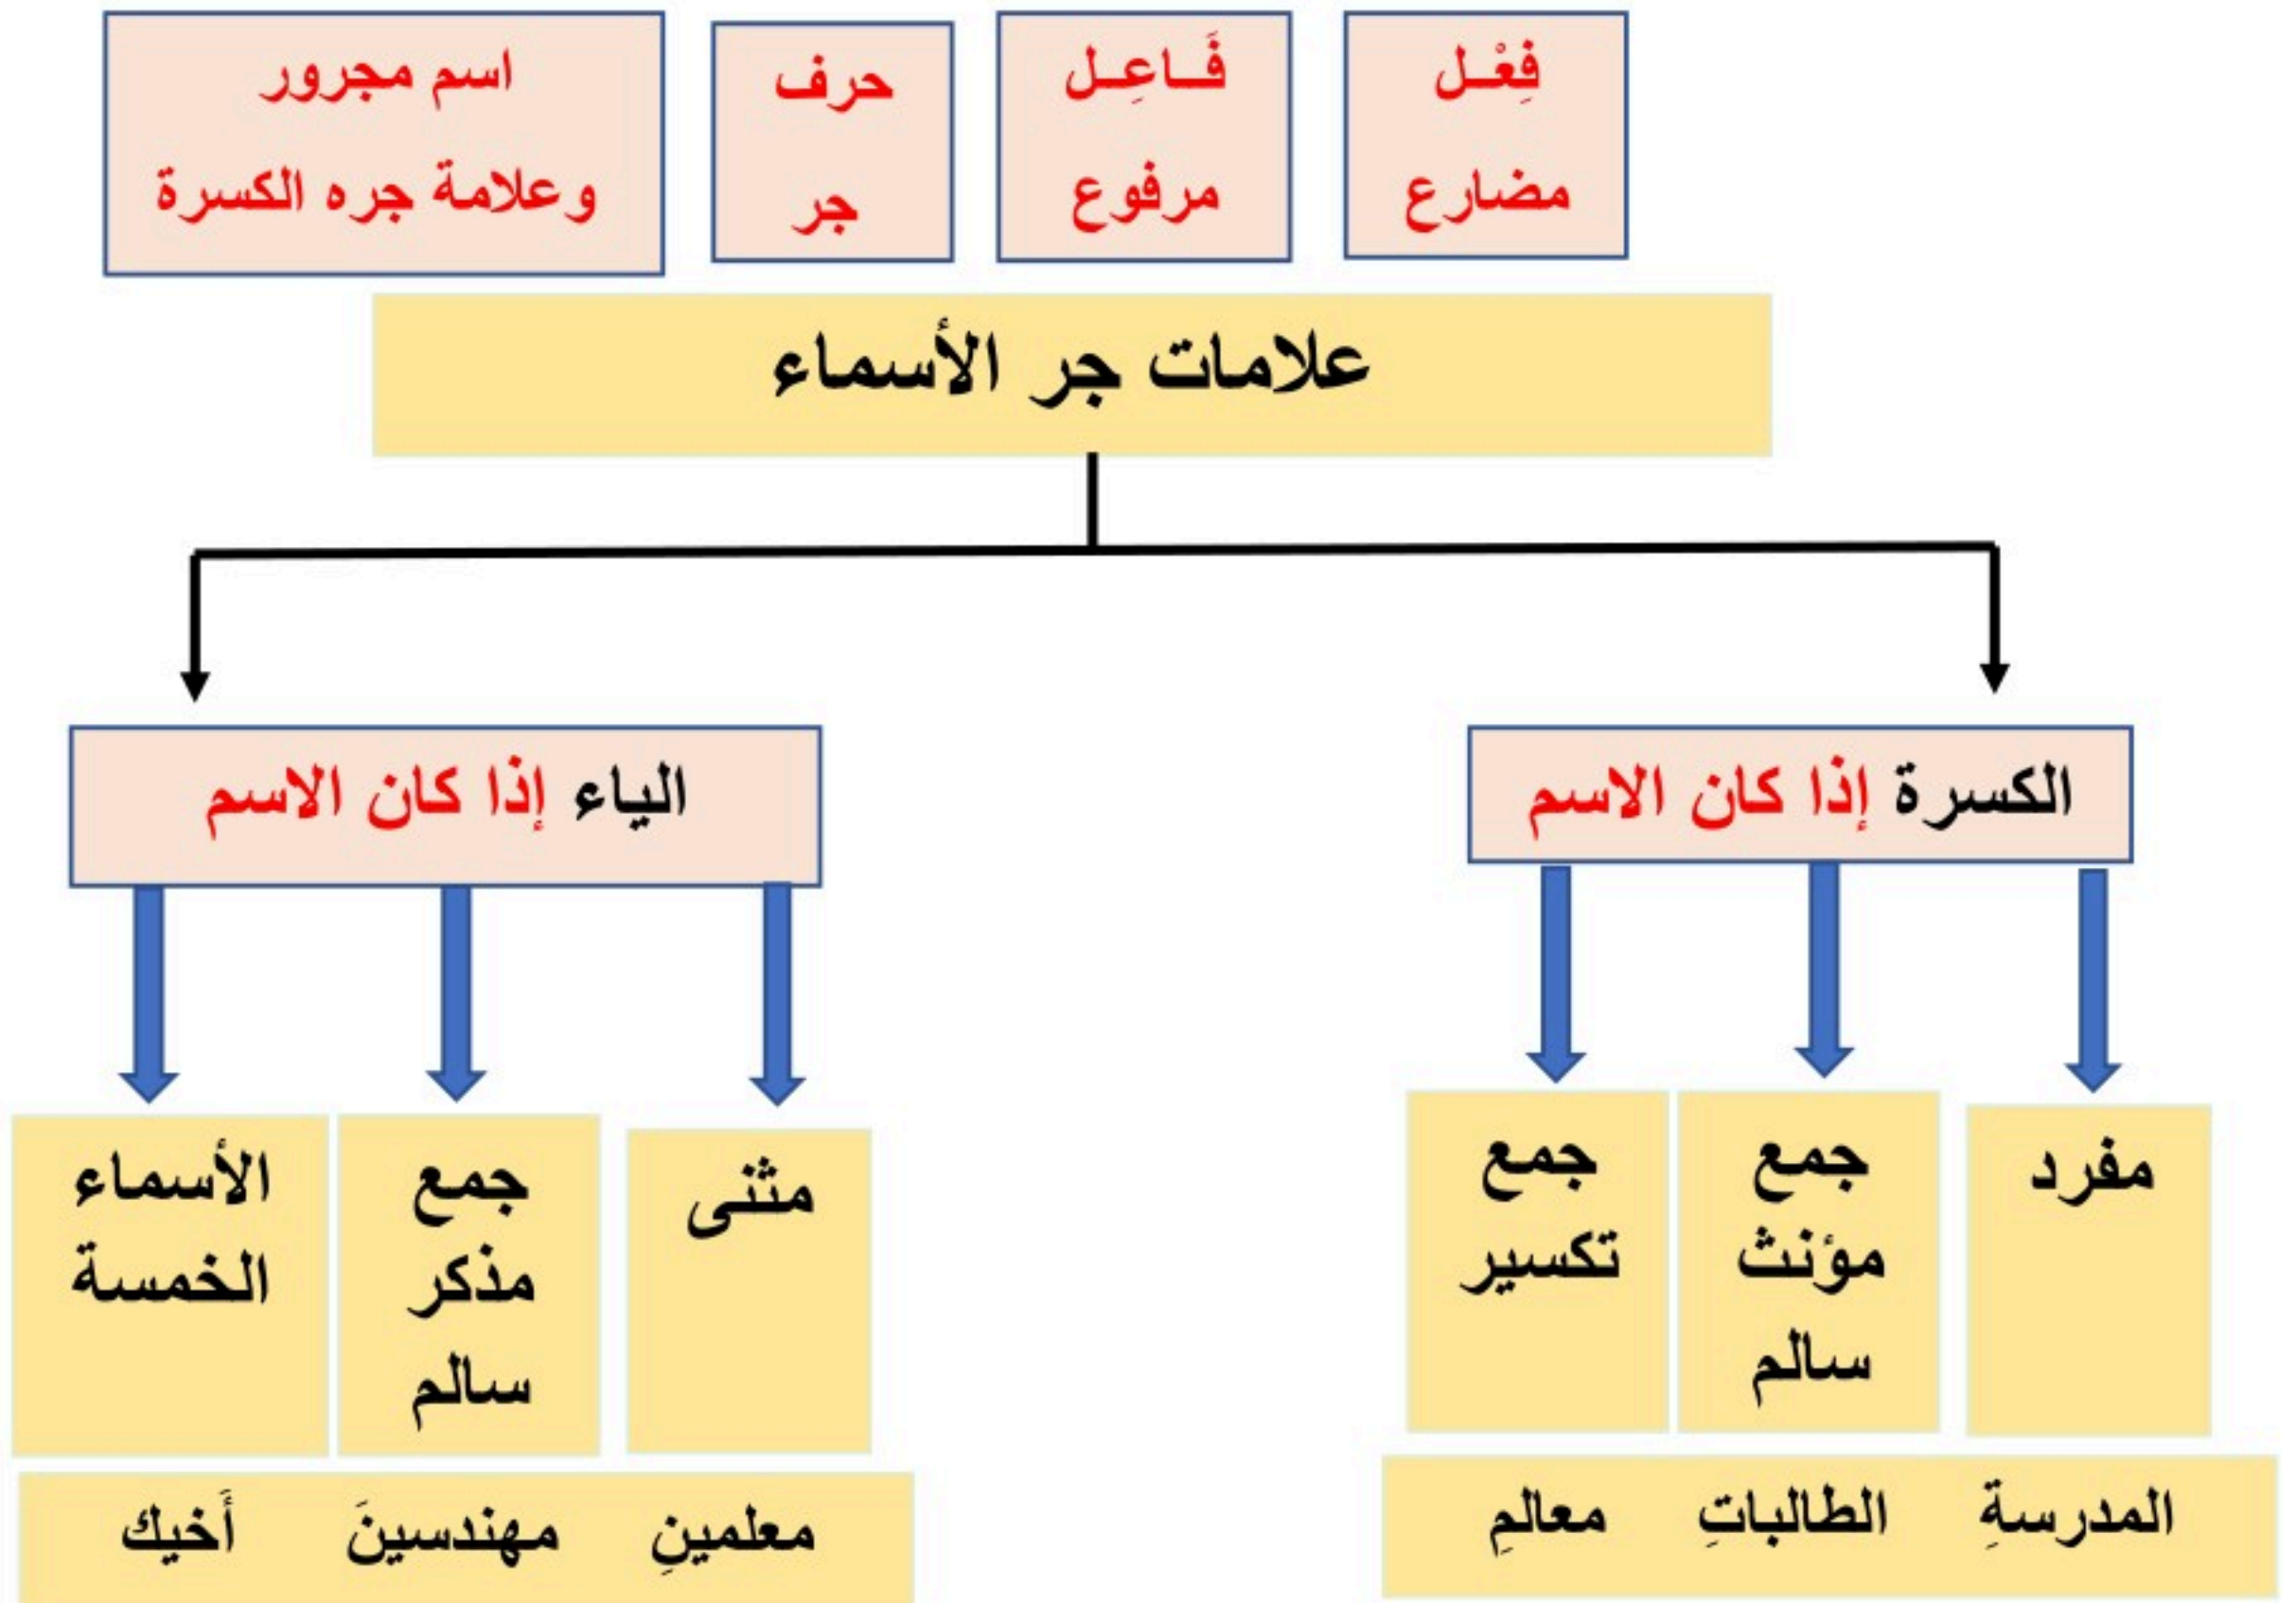 فِعْـل
مضارع
فَـاعِـل
مرفوع
حرف
جر
اسم مجرور
وعلامة جره الكسرة
علامات جر الأسماء
الكسرة إذا كان الاسم
مفرد
جمع
مؤنث
سالم
جمع
تكسير
المدرسةِ الطالباتِ معالمِ
الياء إذا كان الاسم
مثنى
جمع
مذكر
سالم
الأسماء
الخمسة
معلمينِ مهندسينَ أَخيك